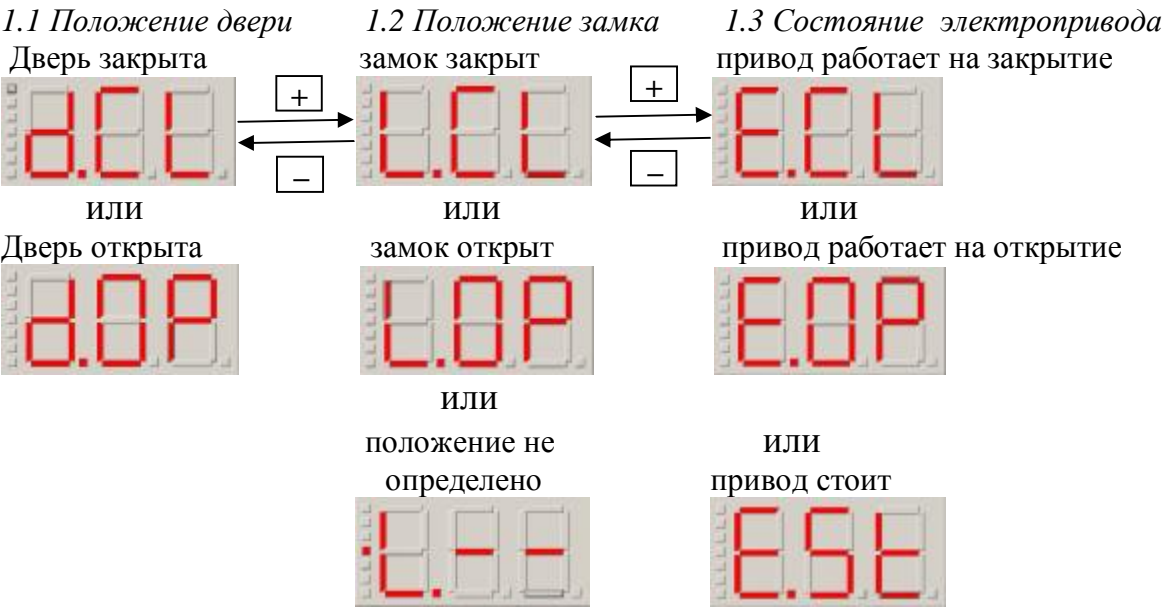 1.1 Положение двери 1.2 Положение замка 1.3 Состояние электропривода
Дверь закрыта замок закрыт привод работает на закрытие
+ +
d.CL L.CL E.CL
– –
или или или
Дверь открыта замок открыт привод работает на открытие
d.OP L.OP E.OP
или
положение не или
определено привод стоит
L.-- E.St